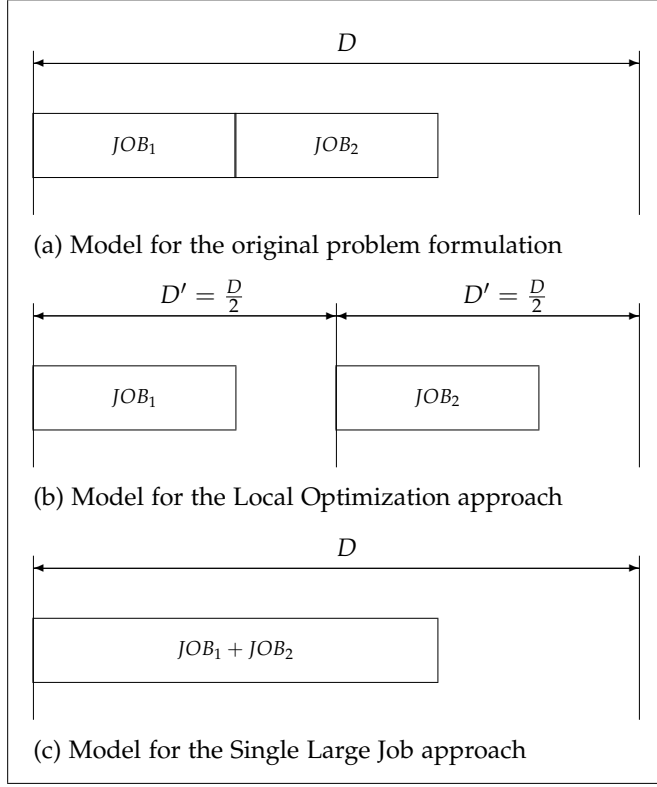 D
JOB₁ JOB₂
(a) Model for the original problem formulation
D′ = D/2 D′ = D/2
JOB₁ JOB₂
(b) Model for the Local Optimization approach
D
JOB₁ + JOB₂
(c) Model for the Single Large Job approach